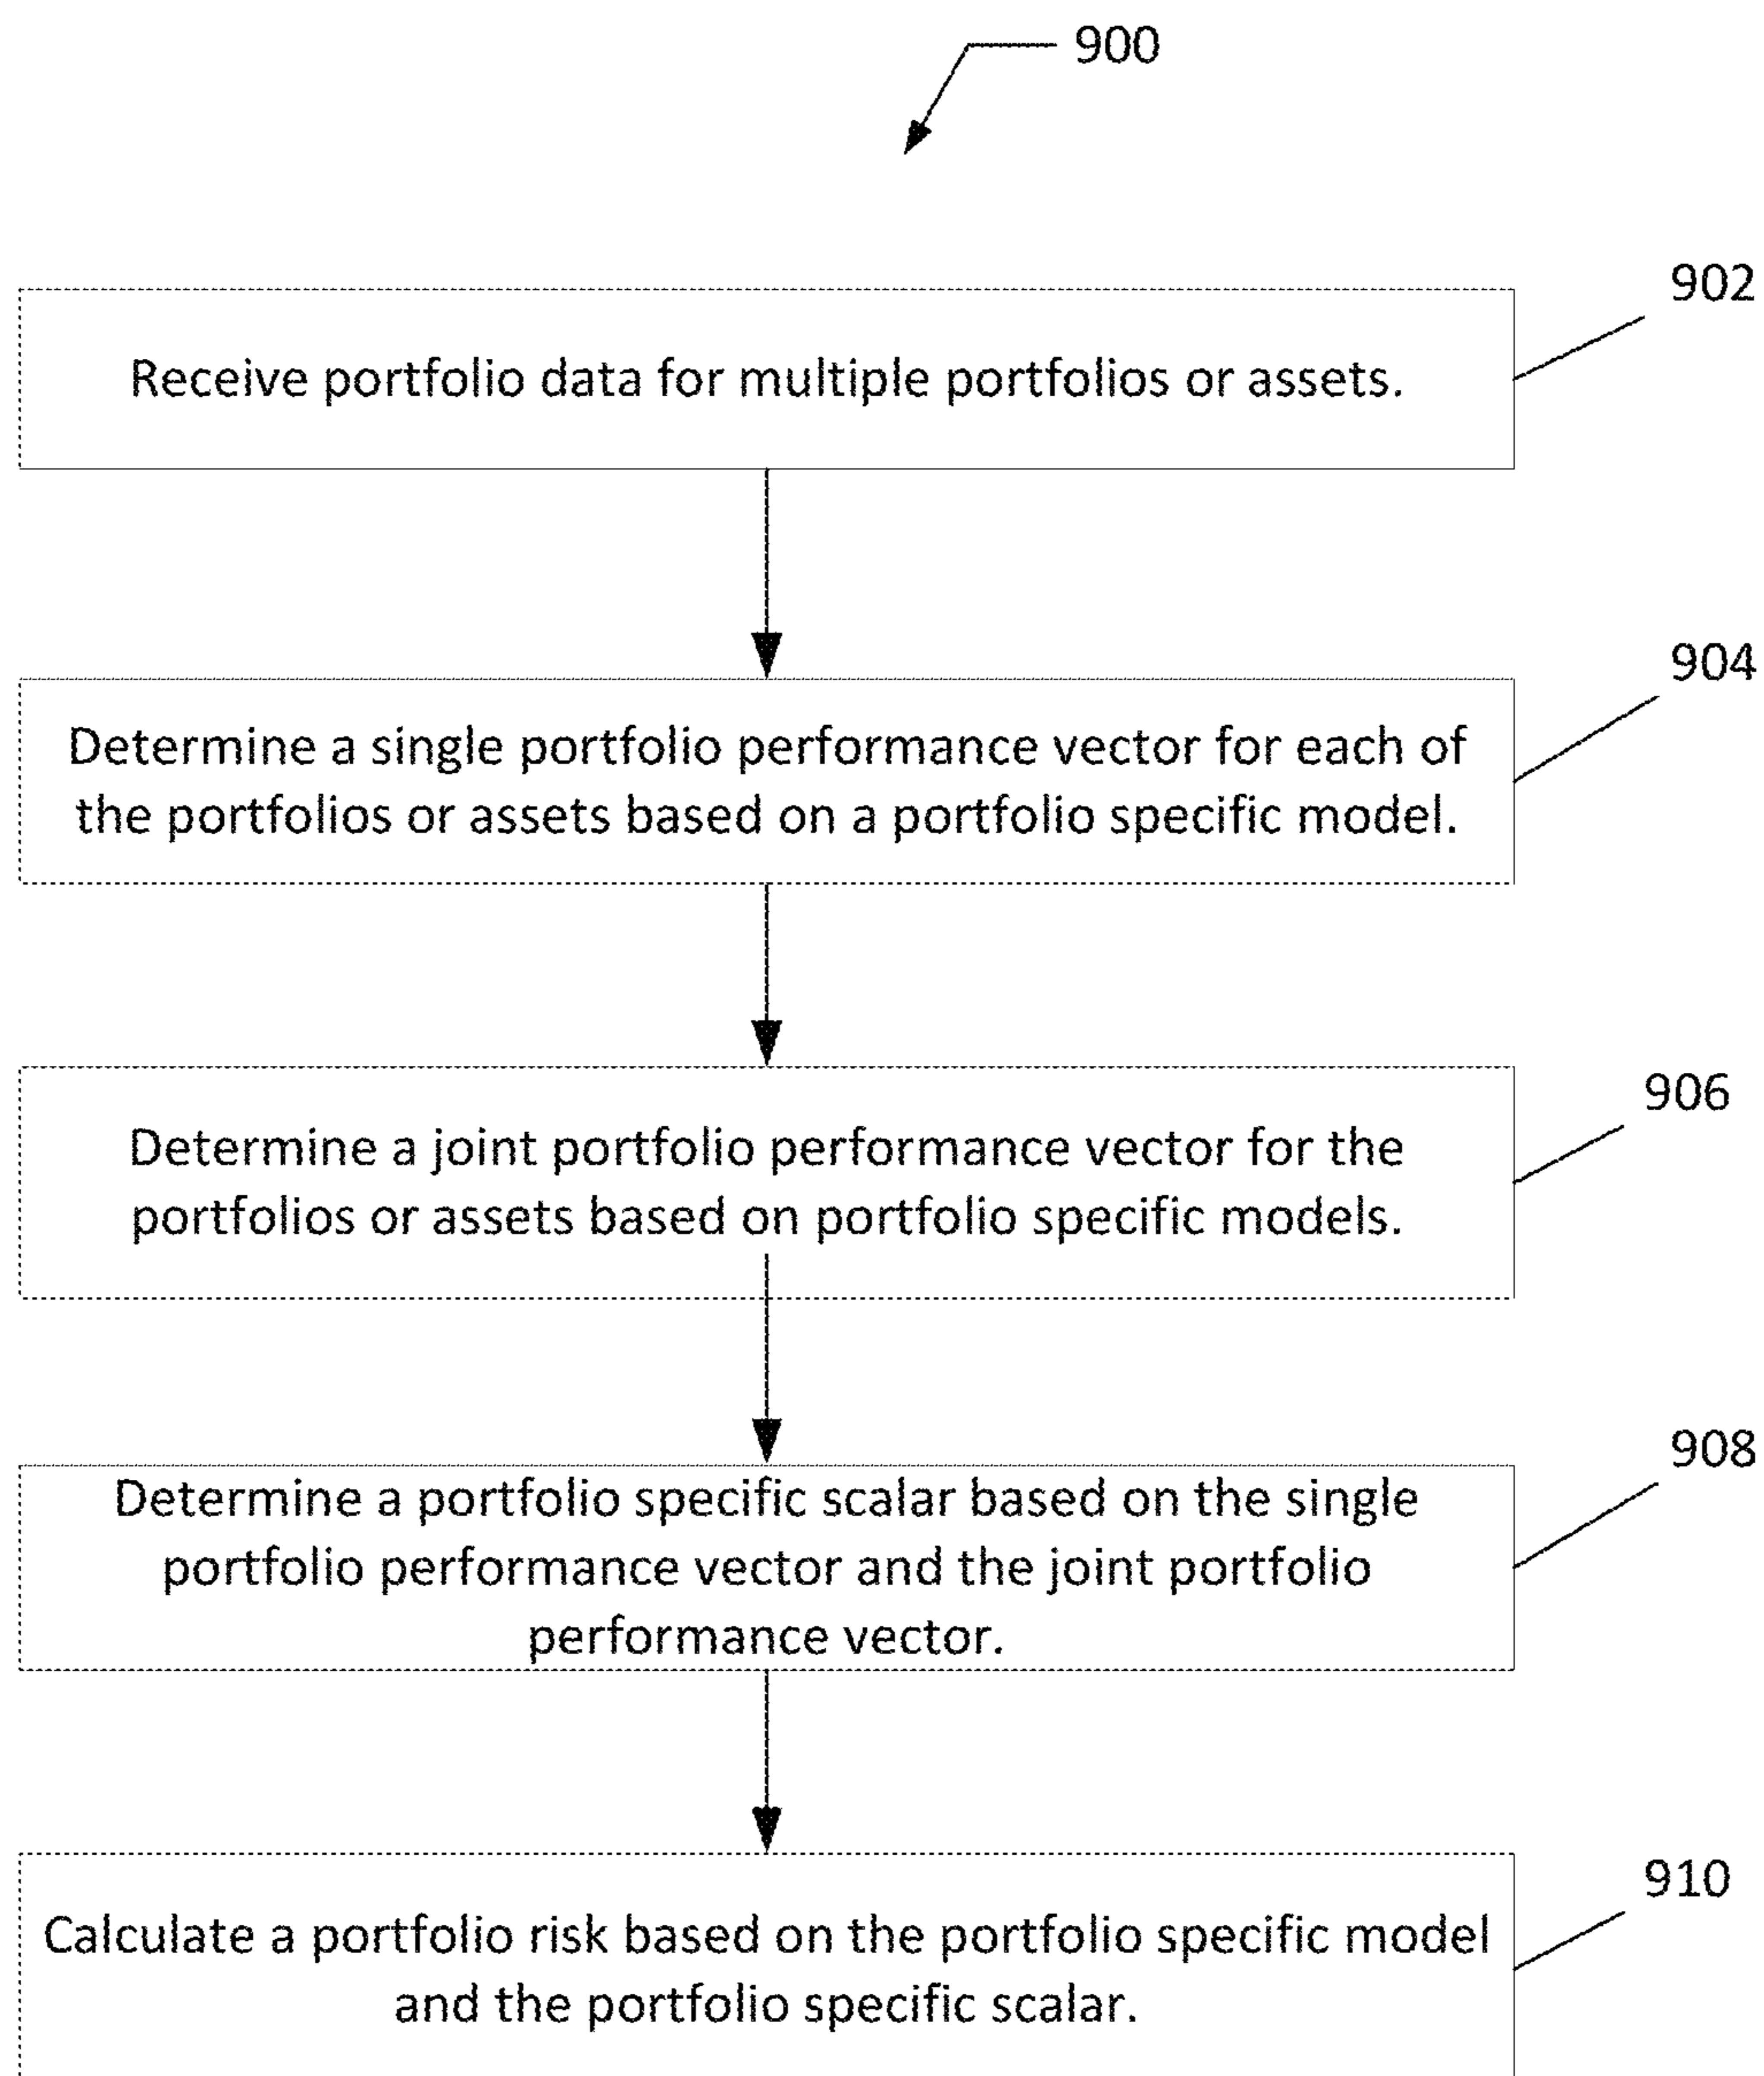 900
902
Receive portfolio data for multiple portfolios or assets.
904
Determine a single portfolio performance vector for each of
the portfolios or assets based on a portfolio specific model.
906
Determine a joint portfolio performance vector for the
portfolios or assets based on portfolio specific models.
908
Determine a portfolio specific scalar based on the single
portfolio performance vector and the joint portfolio
performance vector.
910
Calculate a portfolio risk based on the portfolio specific model
and the portfolio specific scalar.